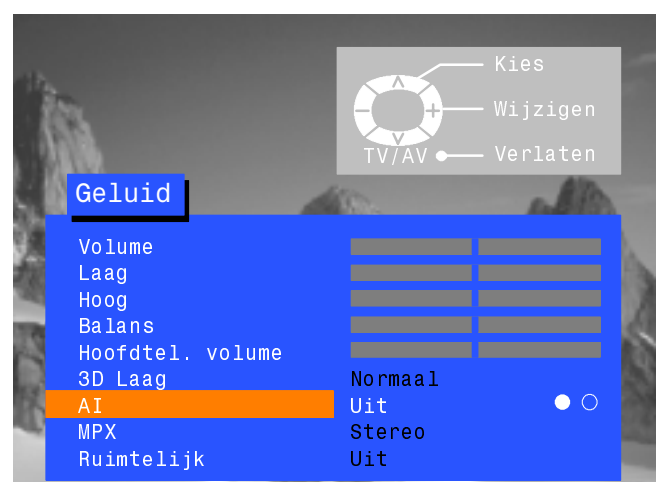 Kies
Wijzigen
TV/AV Verlaten
Geluid
Volume
Laag
Hoog
Balans
Hoofdtel. volume
3D Laag Normaal
AI Uit
MPX Stereo
Ruimtelijk Uit